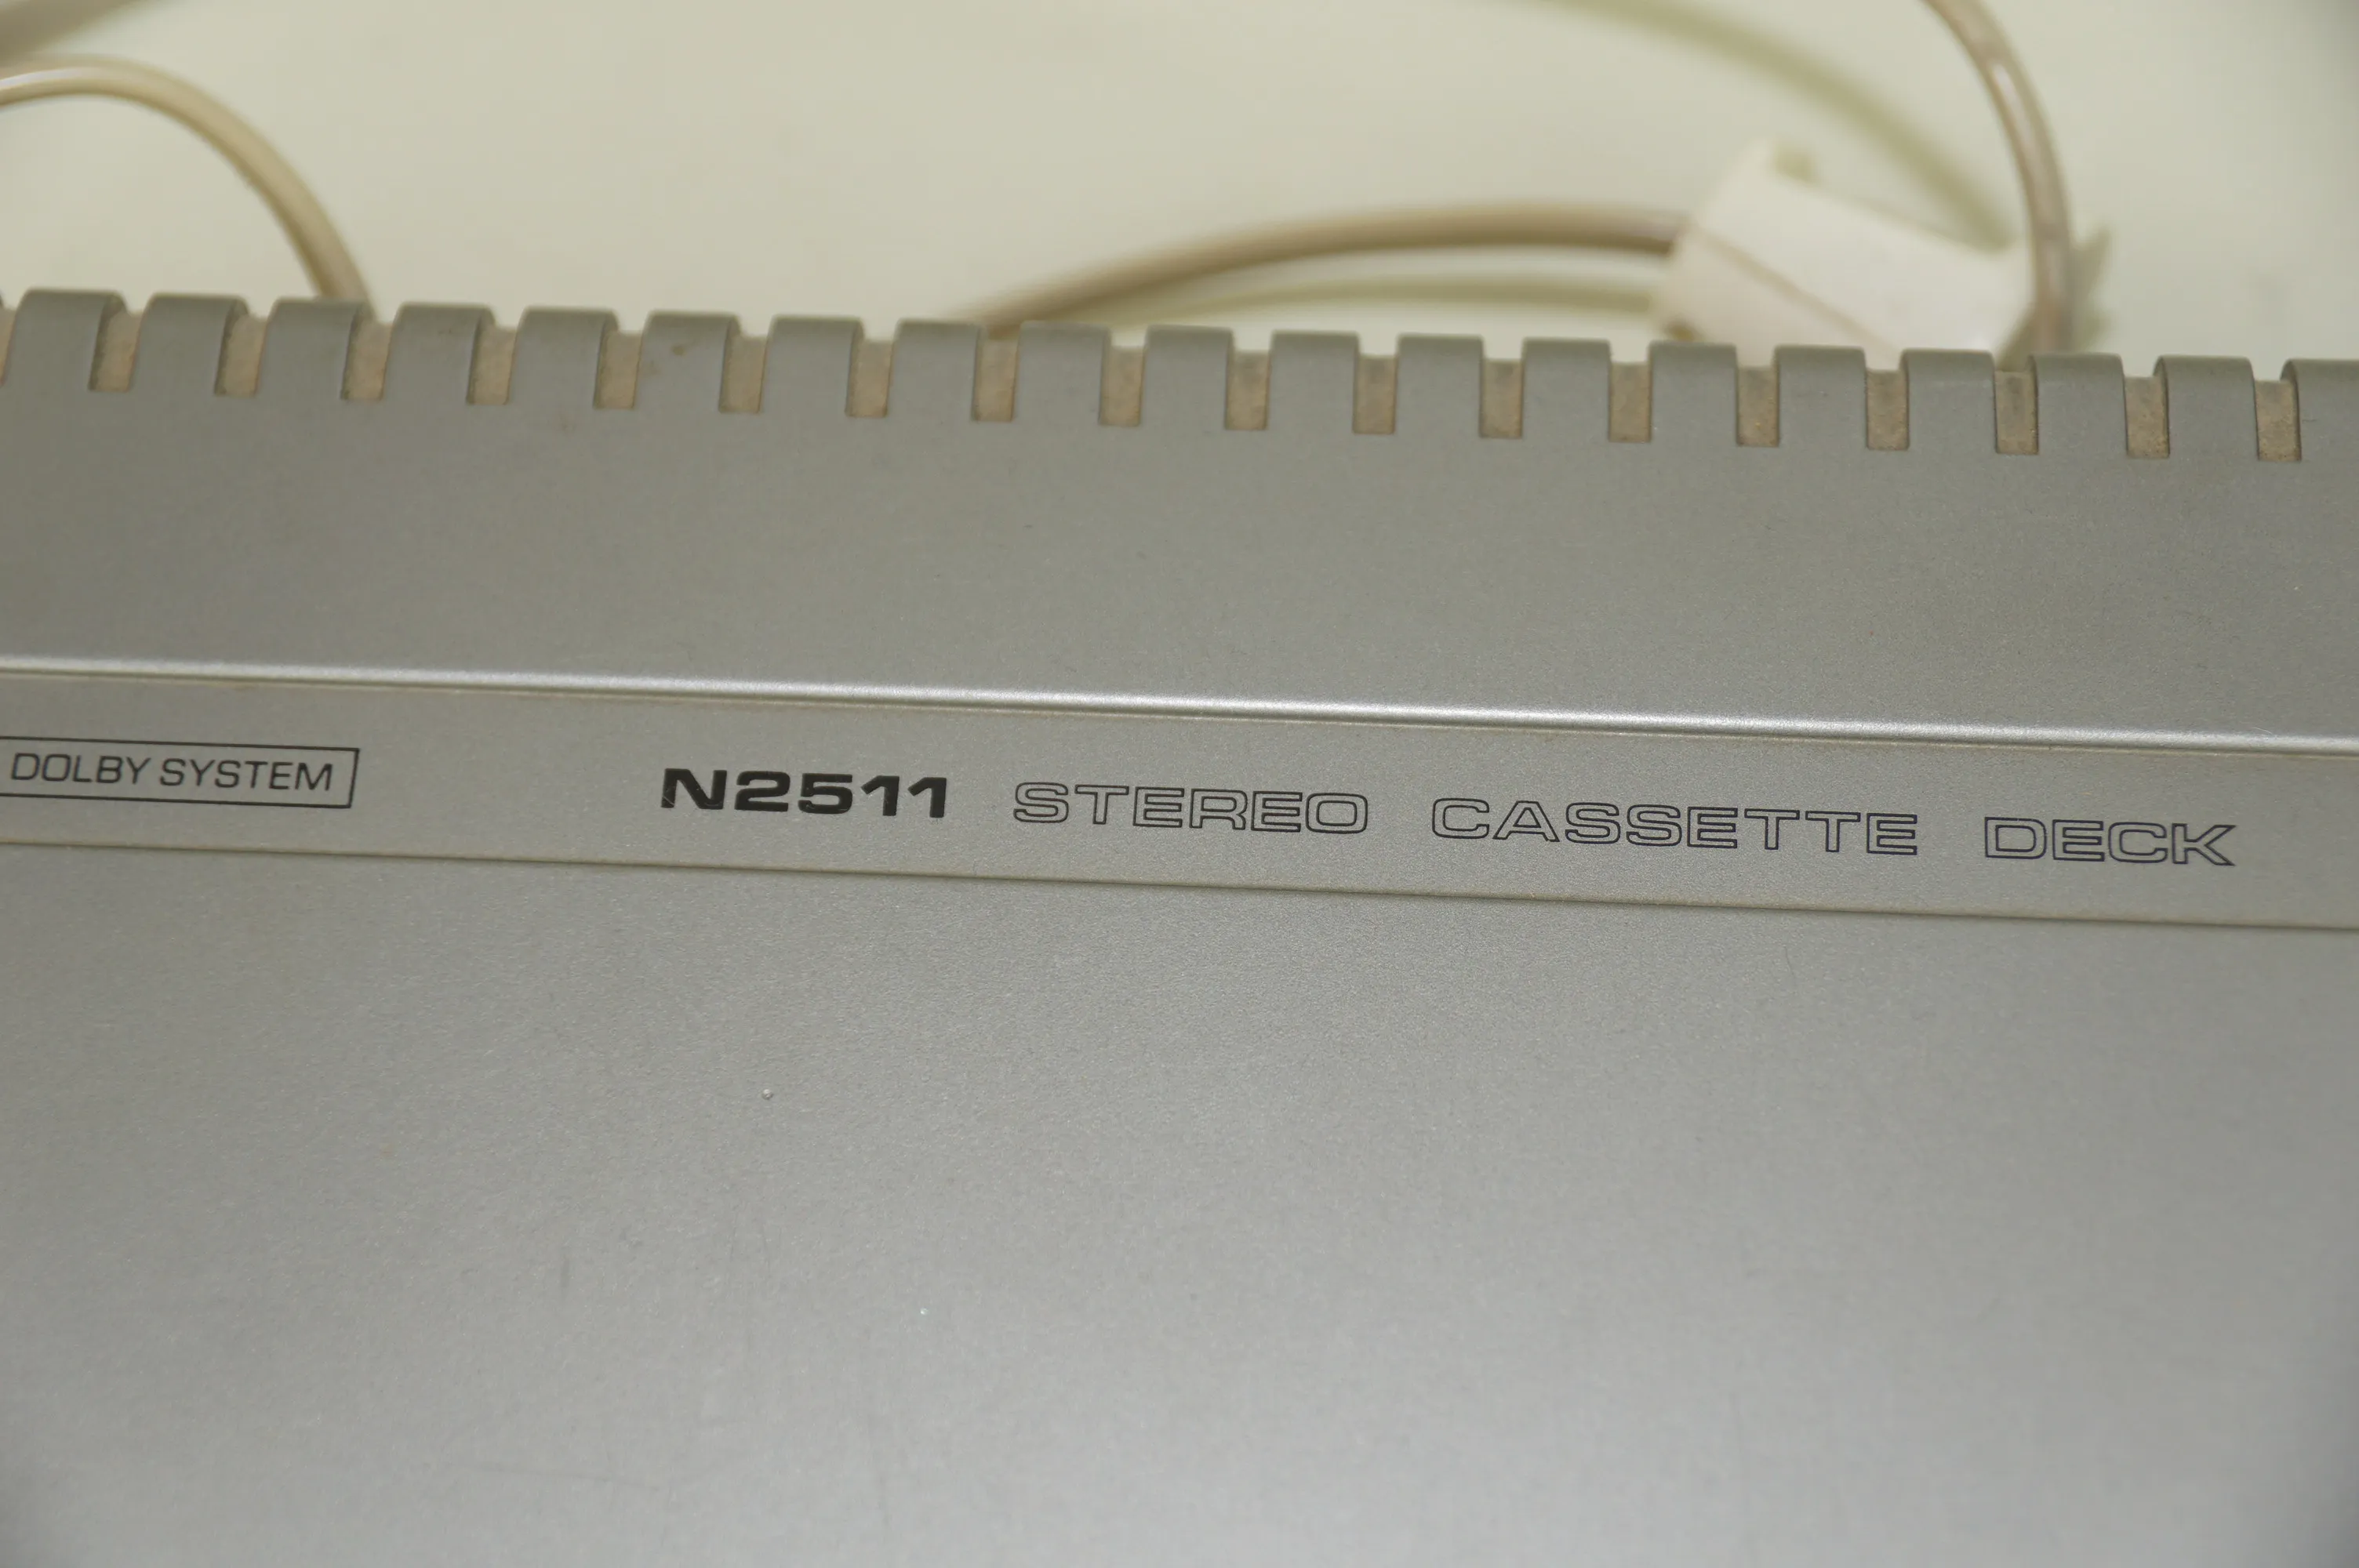 DOLBY SYSTEM N2511 STEREO CASSETTE DECK